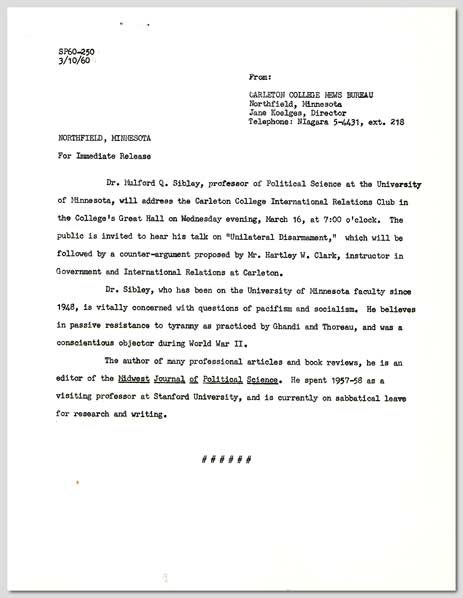 SP60-250
3/10/60
From:
CARLETON COLLEGE NEWS BUREAU
Northfield, Minnesota
Jane Koelges, Director
Telephone: NIagara 5-4431, ext. 218
NORTHFIELD, MINNESOTA
For Immediate Release
Dr. Mulford Q. Sibley, professor of Political Science at the University
of Minnesota, will address the Carleton College International Relations Club in
the College's Great Hall on Wednesday evening, March 16, at 7:00 o'clock. The
public is invited to hear his talk on "Unilateral Disarmament," which will be
followed by a counter-argument proposed by Mr. Hartley W. Clark, instructor in
Government and International Relations at Carleton.
Dr. Sibley, who has been on the University of Minnesota faculty since
1948, is vitally concerned with questions of pacifism and socialism. He believes
in passive resistance to tyranny as practiced by Ghandi and Thoreau, and was a
conscientious objector during World War II.
The author of many professional articles and book reviews, he is an
editor of the Midwest Journal of Political Science. He spent 1957-58 as a
visiting professor at Stanford University, and is currently on sabbatical leave
for research and writing.
# # # # # #